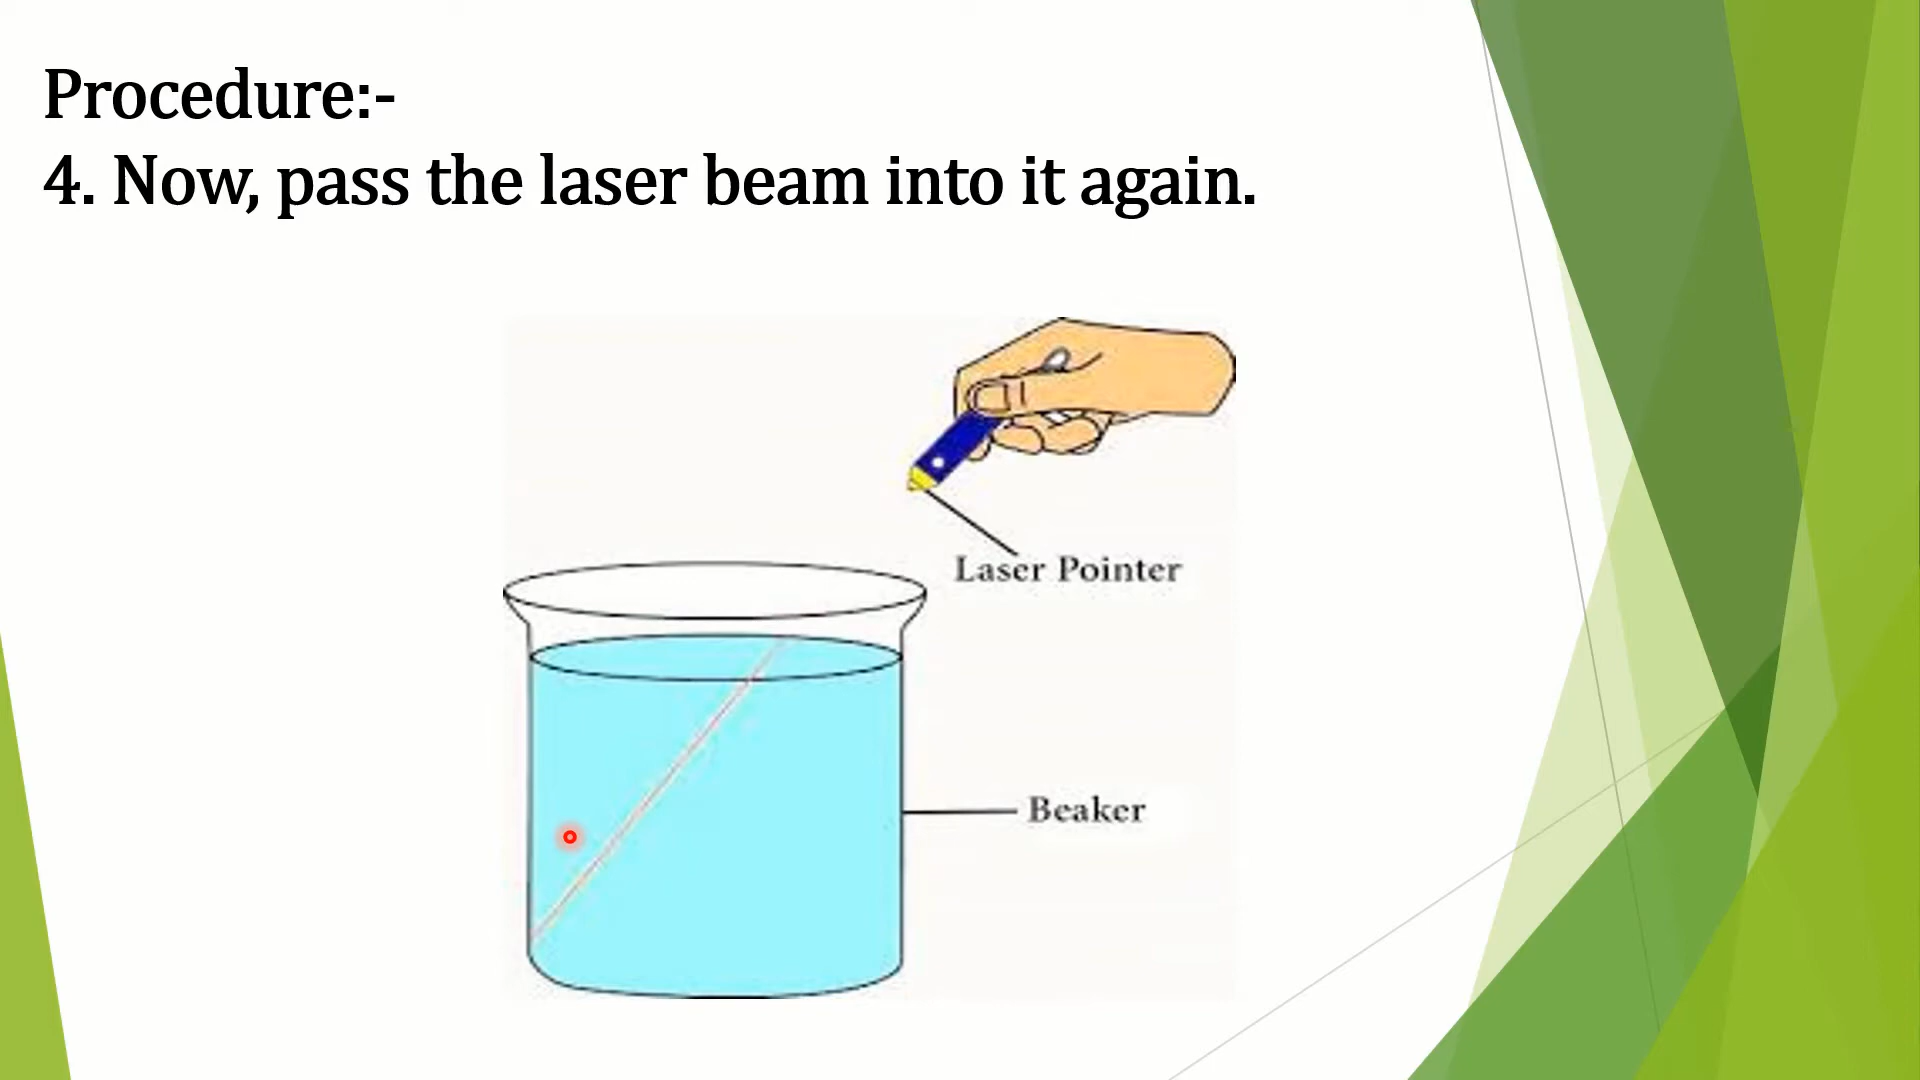 Procedure:-
4. Now, pass the laser beam into it again.
Laser Pointer
Beaker